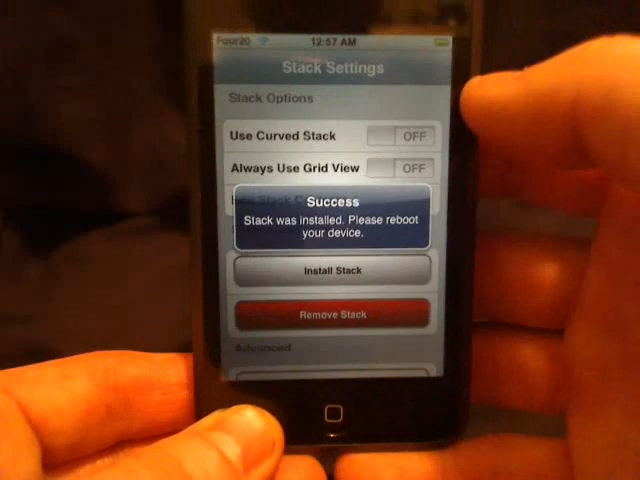 Four20 12:57 AM
Stack Settings
Stack Options
Use Curved Stack OFF
Always Use Grid View OFF
Success
Stack was installed. Please reboot
your device.
Install Stack
Remove Stack
Advanced